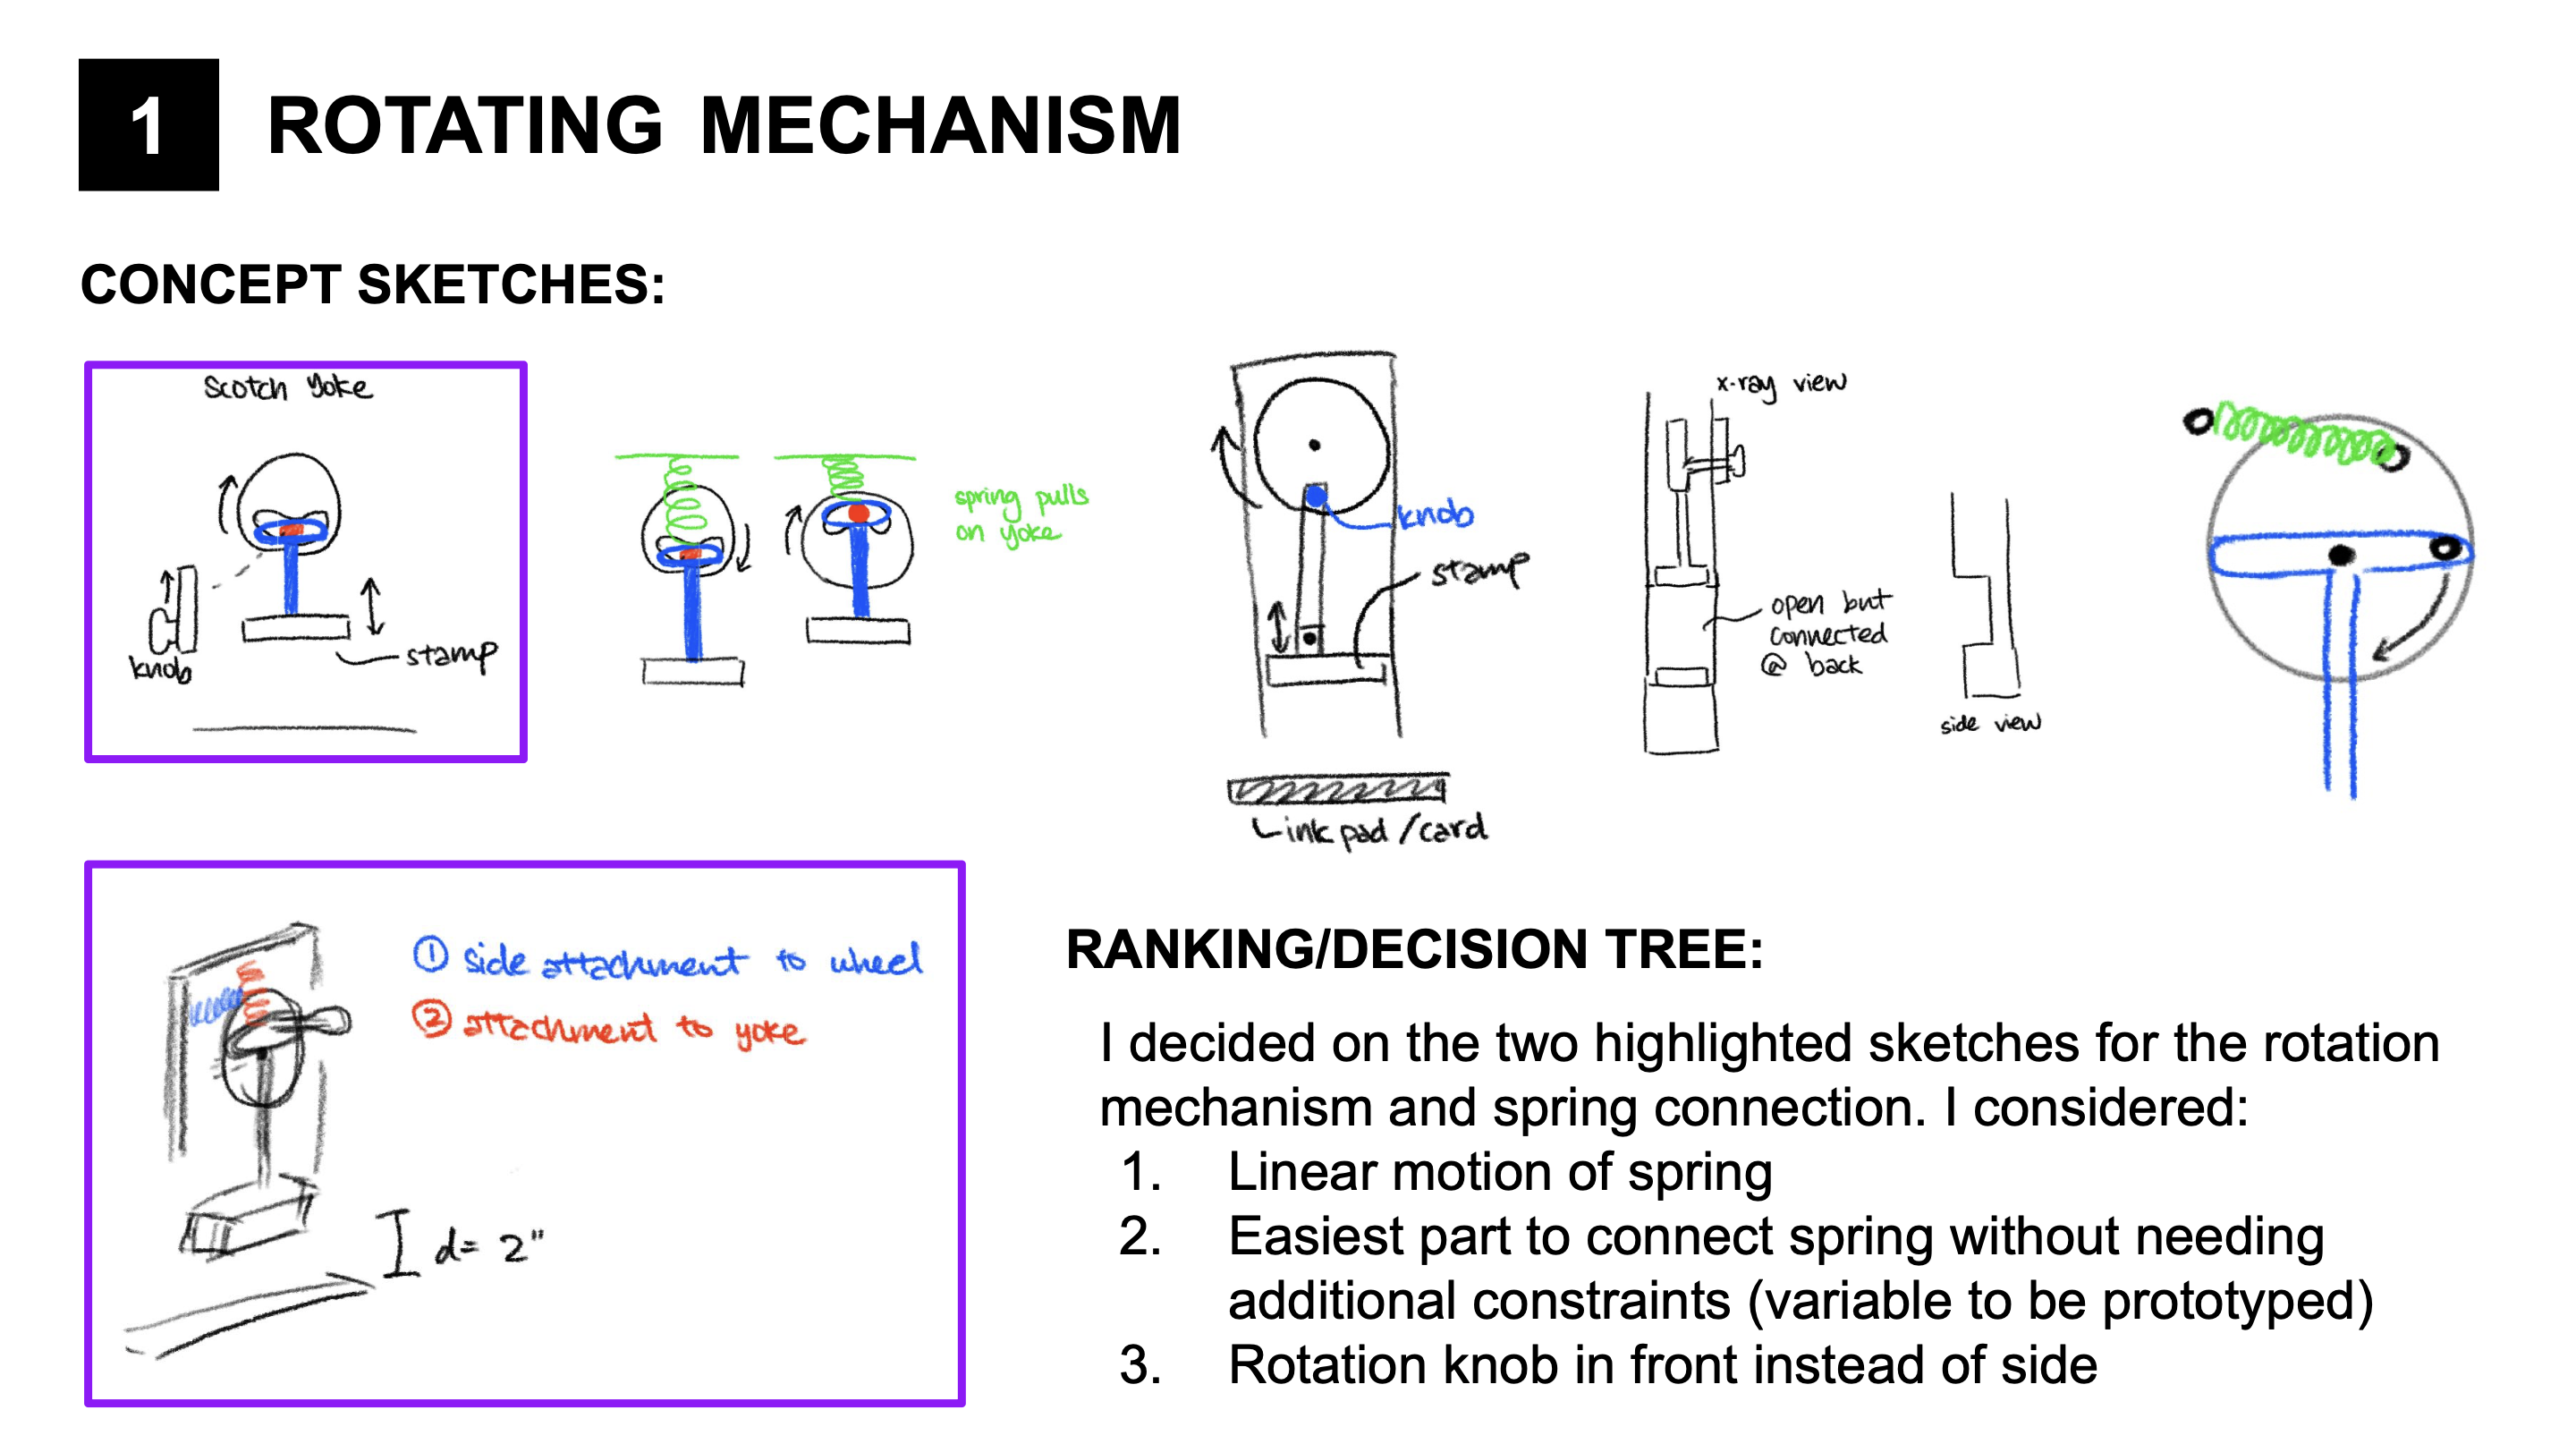 1 ROTATING MECHANISM
CONCEPT SKETCHES:
Scotch Yoke
knob
stamp
spring pulls
on yoke
knob
stamp
ink pad / card
x-ray view
open but
connected
@ back
side view
① side attachment to wheel
② attachment to yoke
d= 2"
RANKING/DECISION TREE:
I decided on the two highlighted sketches for the rotation
mechanism and spring connection. I considered:
1. Linear motion of spring
2. Easiest part to connect spring without needing
additional constraints (variable to be prototyped)
3. Rotation knob in front instead of side